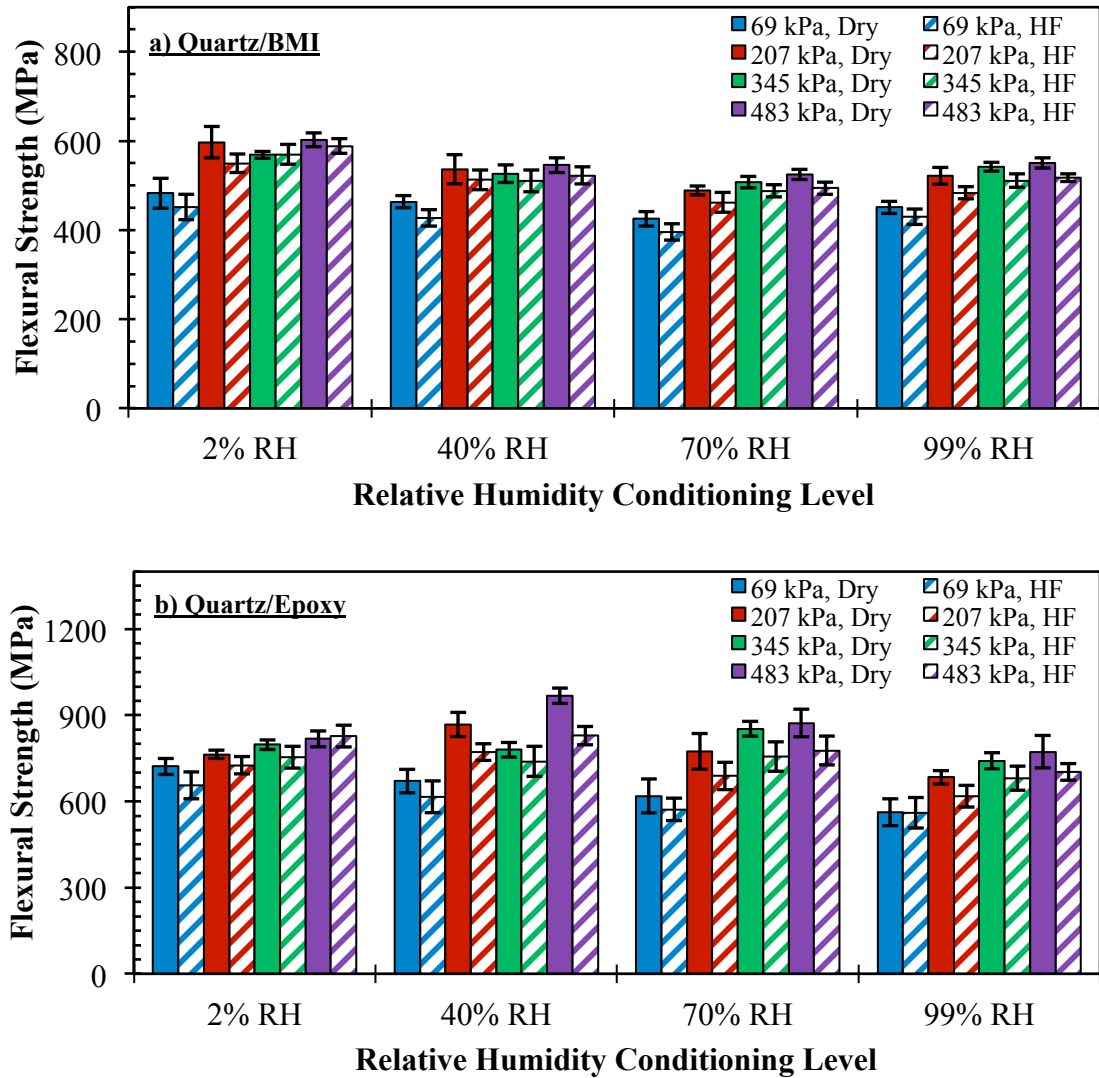 a) Quartz/BMI
69 kPa, Dry 69 kPa, HF
207 kPa, Dry 207 kPa, HF
345 kPa, Dry 345 kPa, HF
483 kPa, Dry 483 kPa, HF
Flexural Strength (MPa)
800
600
400
200
0
2% RH 40% RH 70% RH 99% RH
Relative Humidity Conditioning Level
b) Quartz/Epoxy
69 kPa, Dry 69 kPa, HF
207 kPa, Dry 207 kPa, HF
345 kPa, Dry 345 kPa, HF
483 kPa, Dry 483 kPa, HF
Flexural Strength (MPa)
1200
900
600
300
0
2% RH 40% RH 70% RH 99% RH
Relative Humidity Conditioning Level